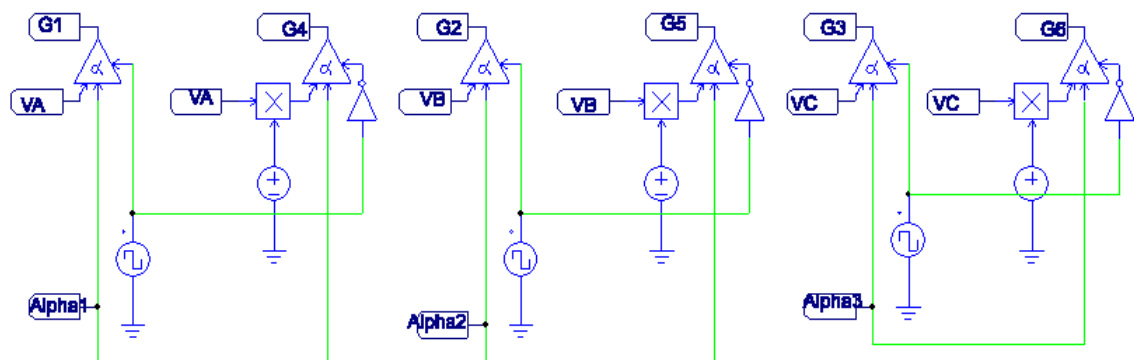 G1 G4 G2 G5 G3 G6
VA VA VB VB VC VC
Alpha1 Alpha2 Alpha3